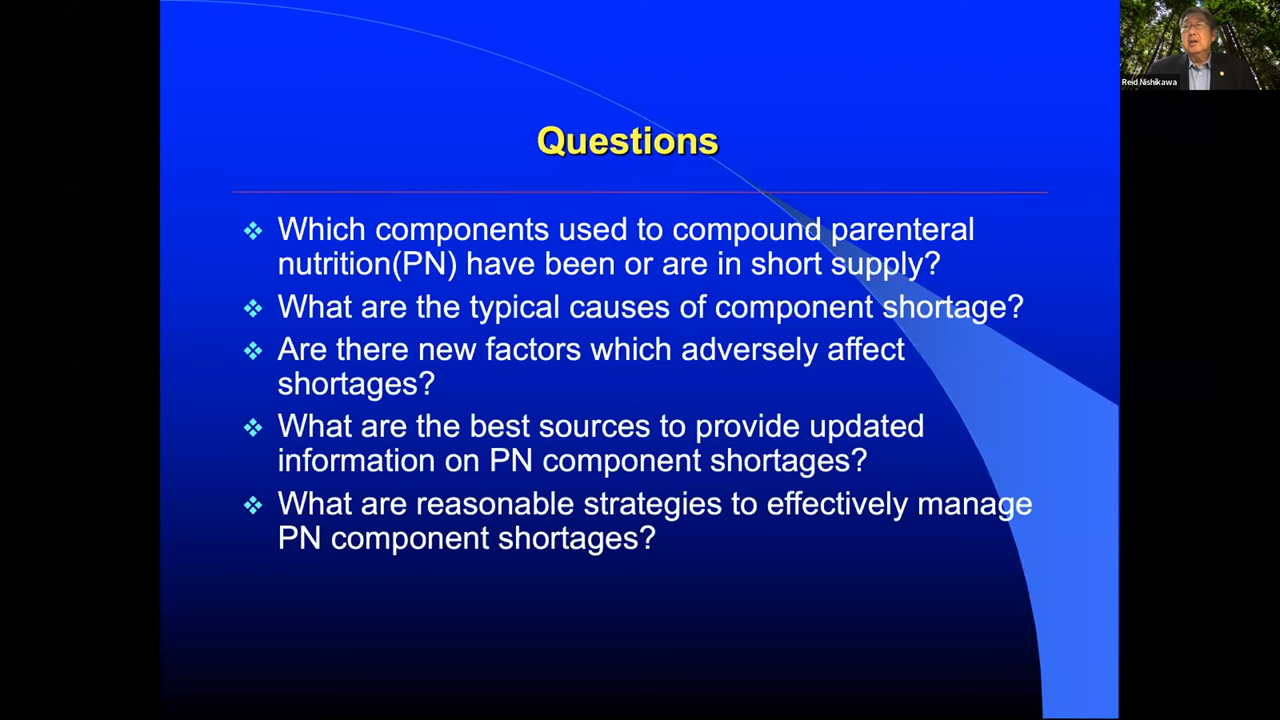 Questions
Which components used to compound parenteral
nutrition(PN) have been or are in short supply?
What are the typical causes of component shortage?
Are there new factors which adversely affect
shortages?
What are the best sources to provide updated
information on PN component shortages?
What are reasonable strategies to effectively manage
PN component shortages?
Reid Nishikawa